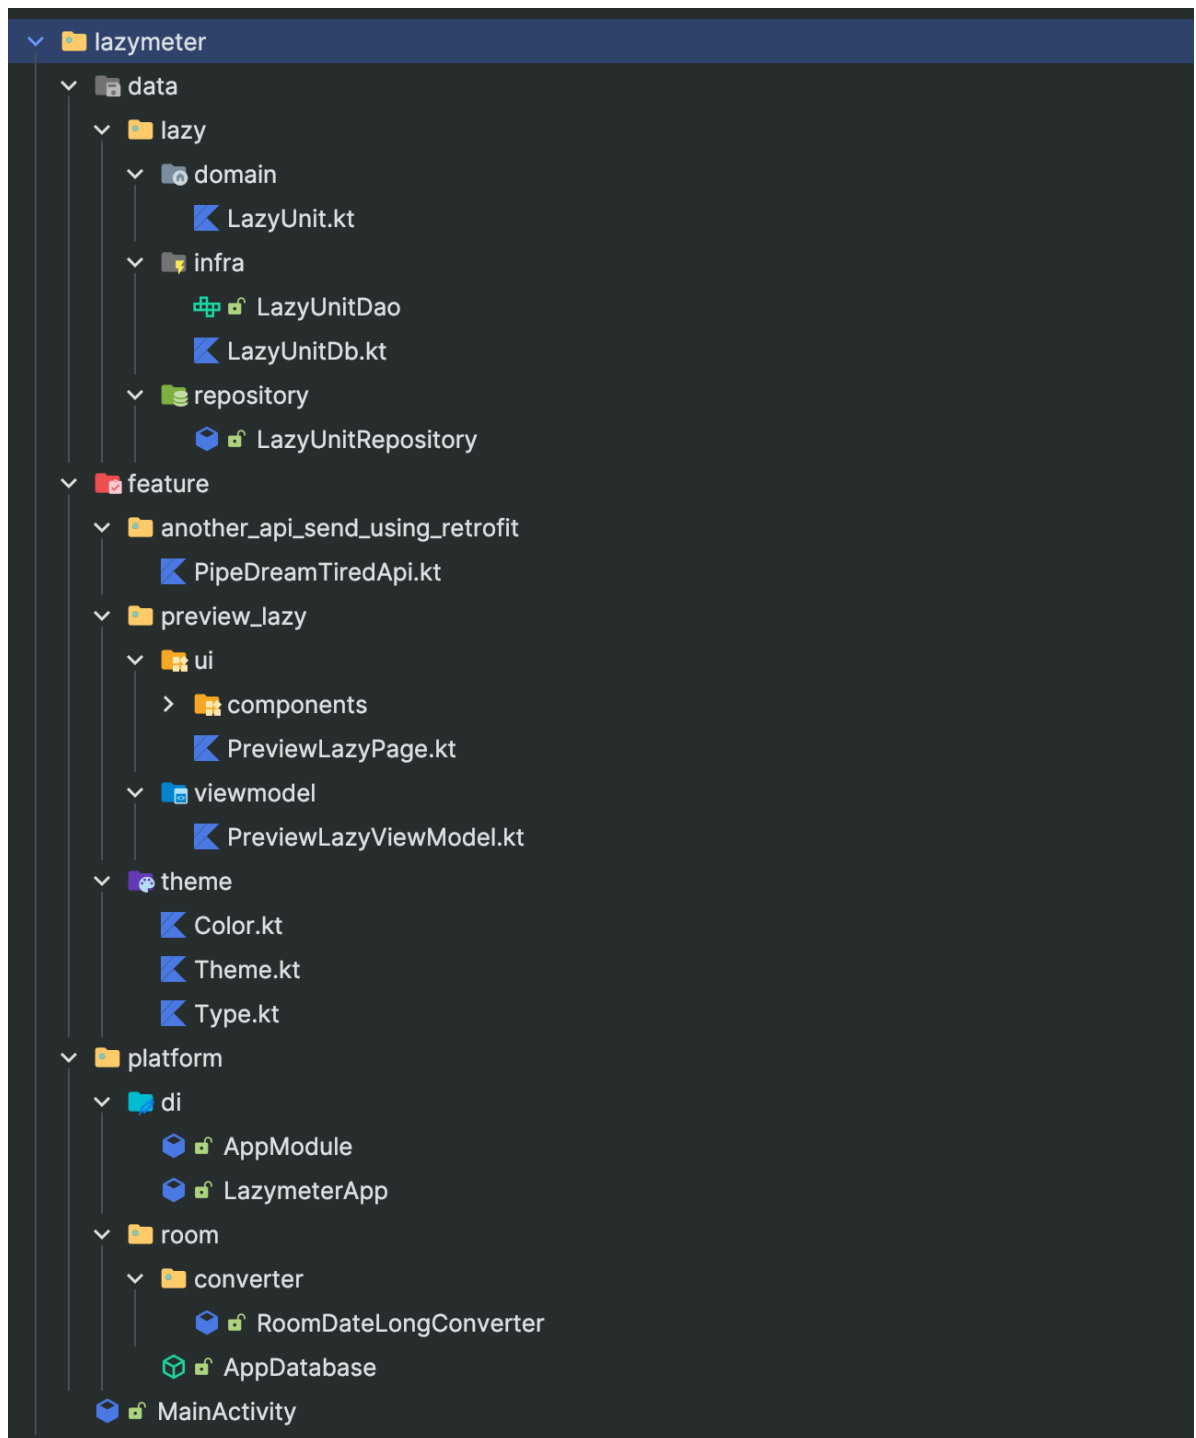 lazymeter
data
lazy
domain
LazyUnit.kt
infra
LazyUnitDao
LazyUnitDb.kt
repository
LazyUnitRepository
feature
another_api_send_using_retrofit
PipeDreamTiredApi.kt
preview_lazy
ui
components
PreviewLazyPage.kt
viewmodel
PreviewLazyViewModel.kt
theme
Color.kt
Theme.kt
Type.kt
platform
di
AppModule
LazymeterApp
room
converter
RoomDateLongConverter
AppDatabase
MainActivity